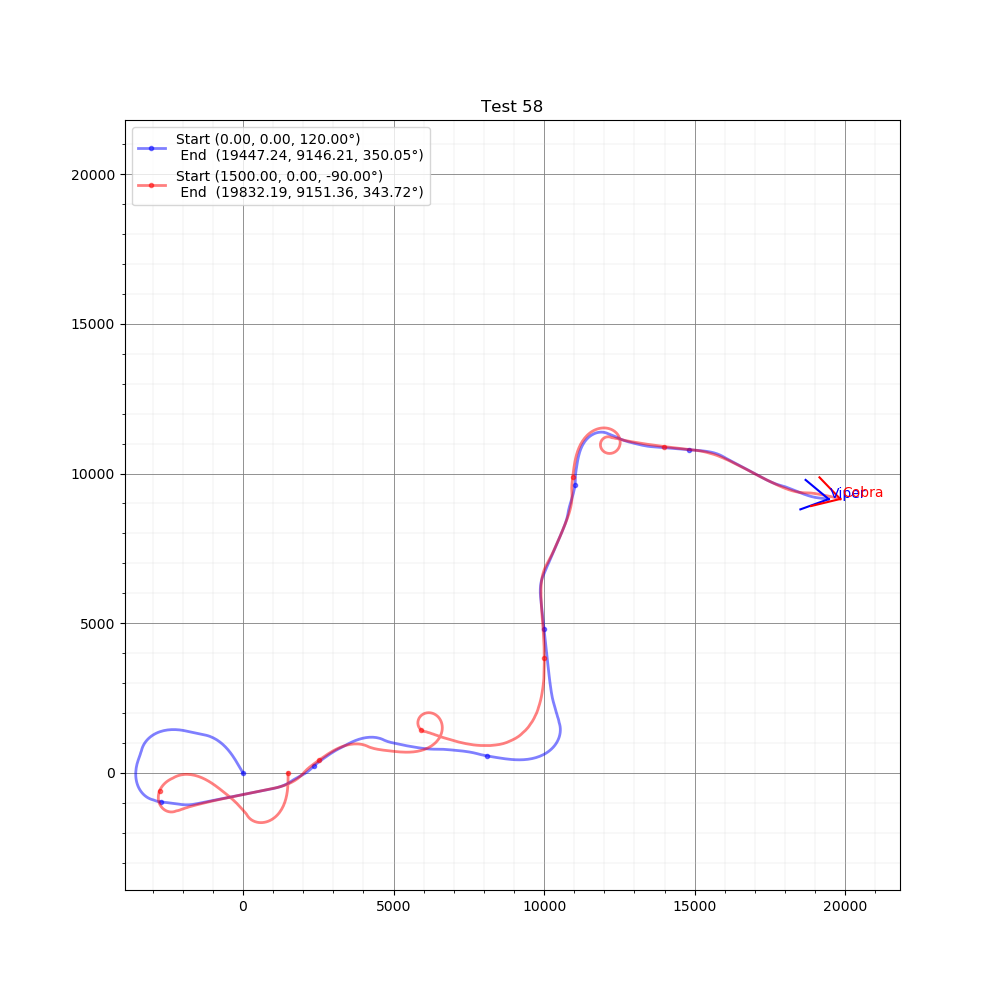 Test 58
Start (0.00, 0.00, 120.00°)
End  (19447.24, 9146.21, 350.05°)
Start (1500.00, 0.00, -90.00°)
End  (19832.19, 9151.36, 343.72°)
20000
15000
10000
5000
0
Viper
Cobra
0
5000
10000
15000
20000